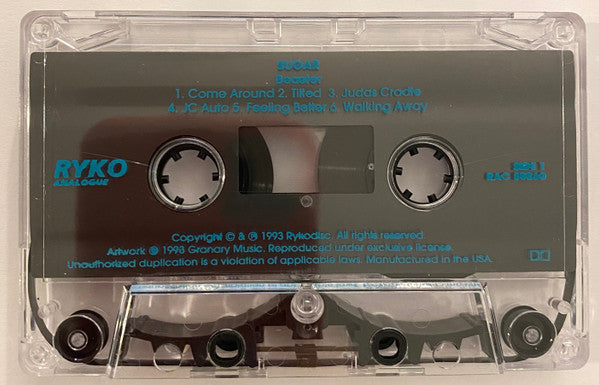 SUGAR
Beaster
1. Come Around 2. Tilted 3. Judas Cradle
4. JC Auto 5. Feeling Better 6. Walking Away
RYKO
ANALOGUE
SIDE 1
RAC
Copyright © & ℗ 1993 Rykodisc. All rights reserved.
Artwork © 1993 Granary Music. Reproduced under exclusive license.
Unauthorized duplication is a violation of applicable laws. Manufactured in the USA.